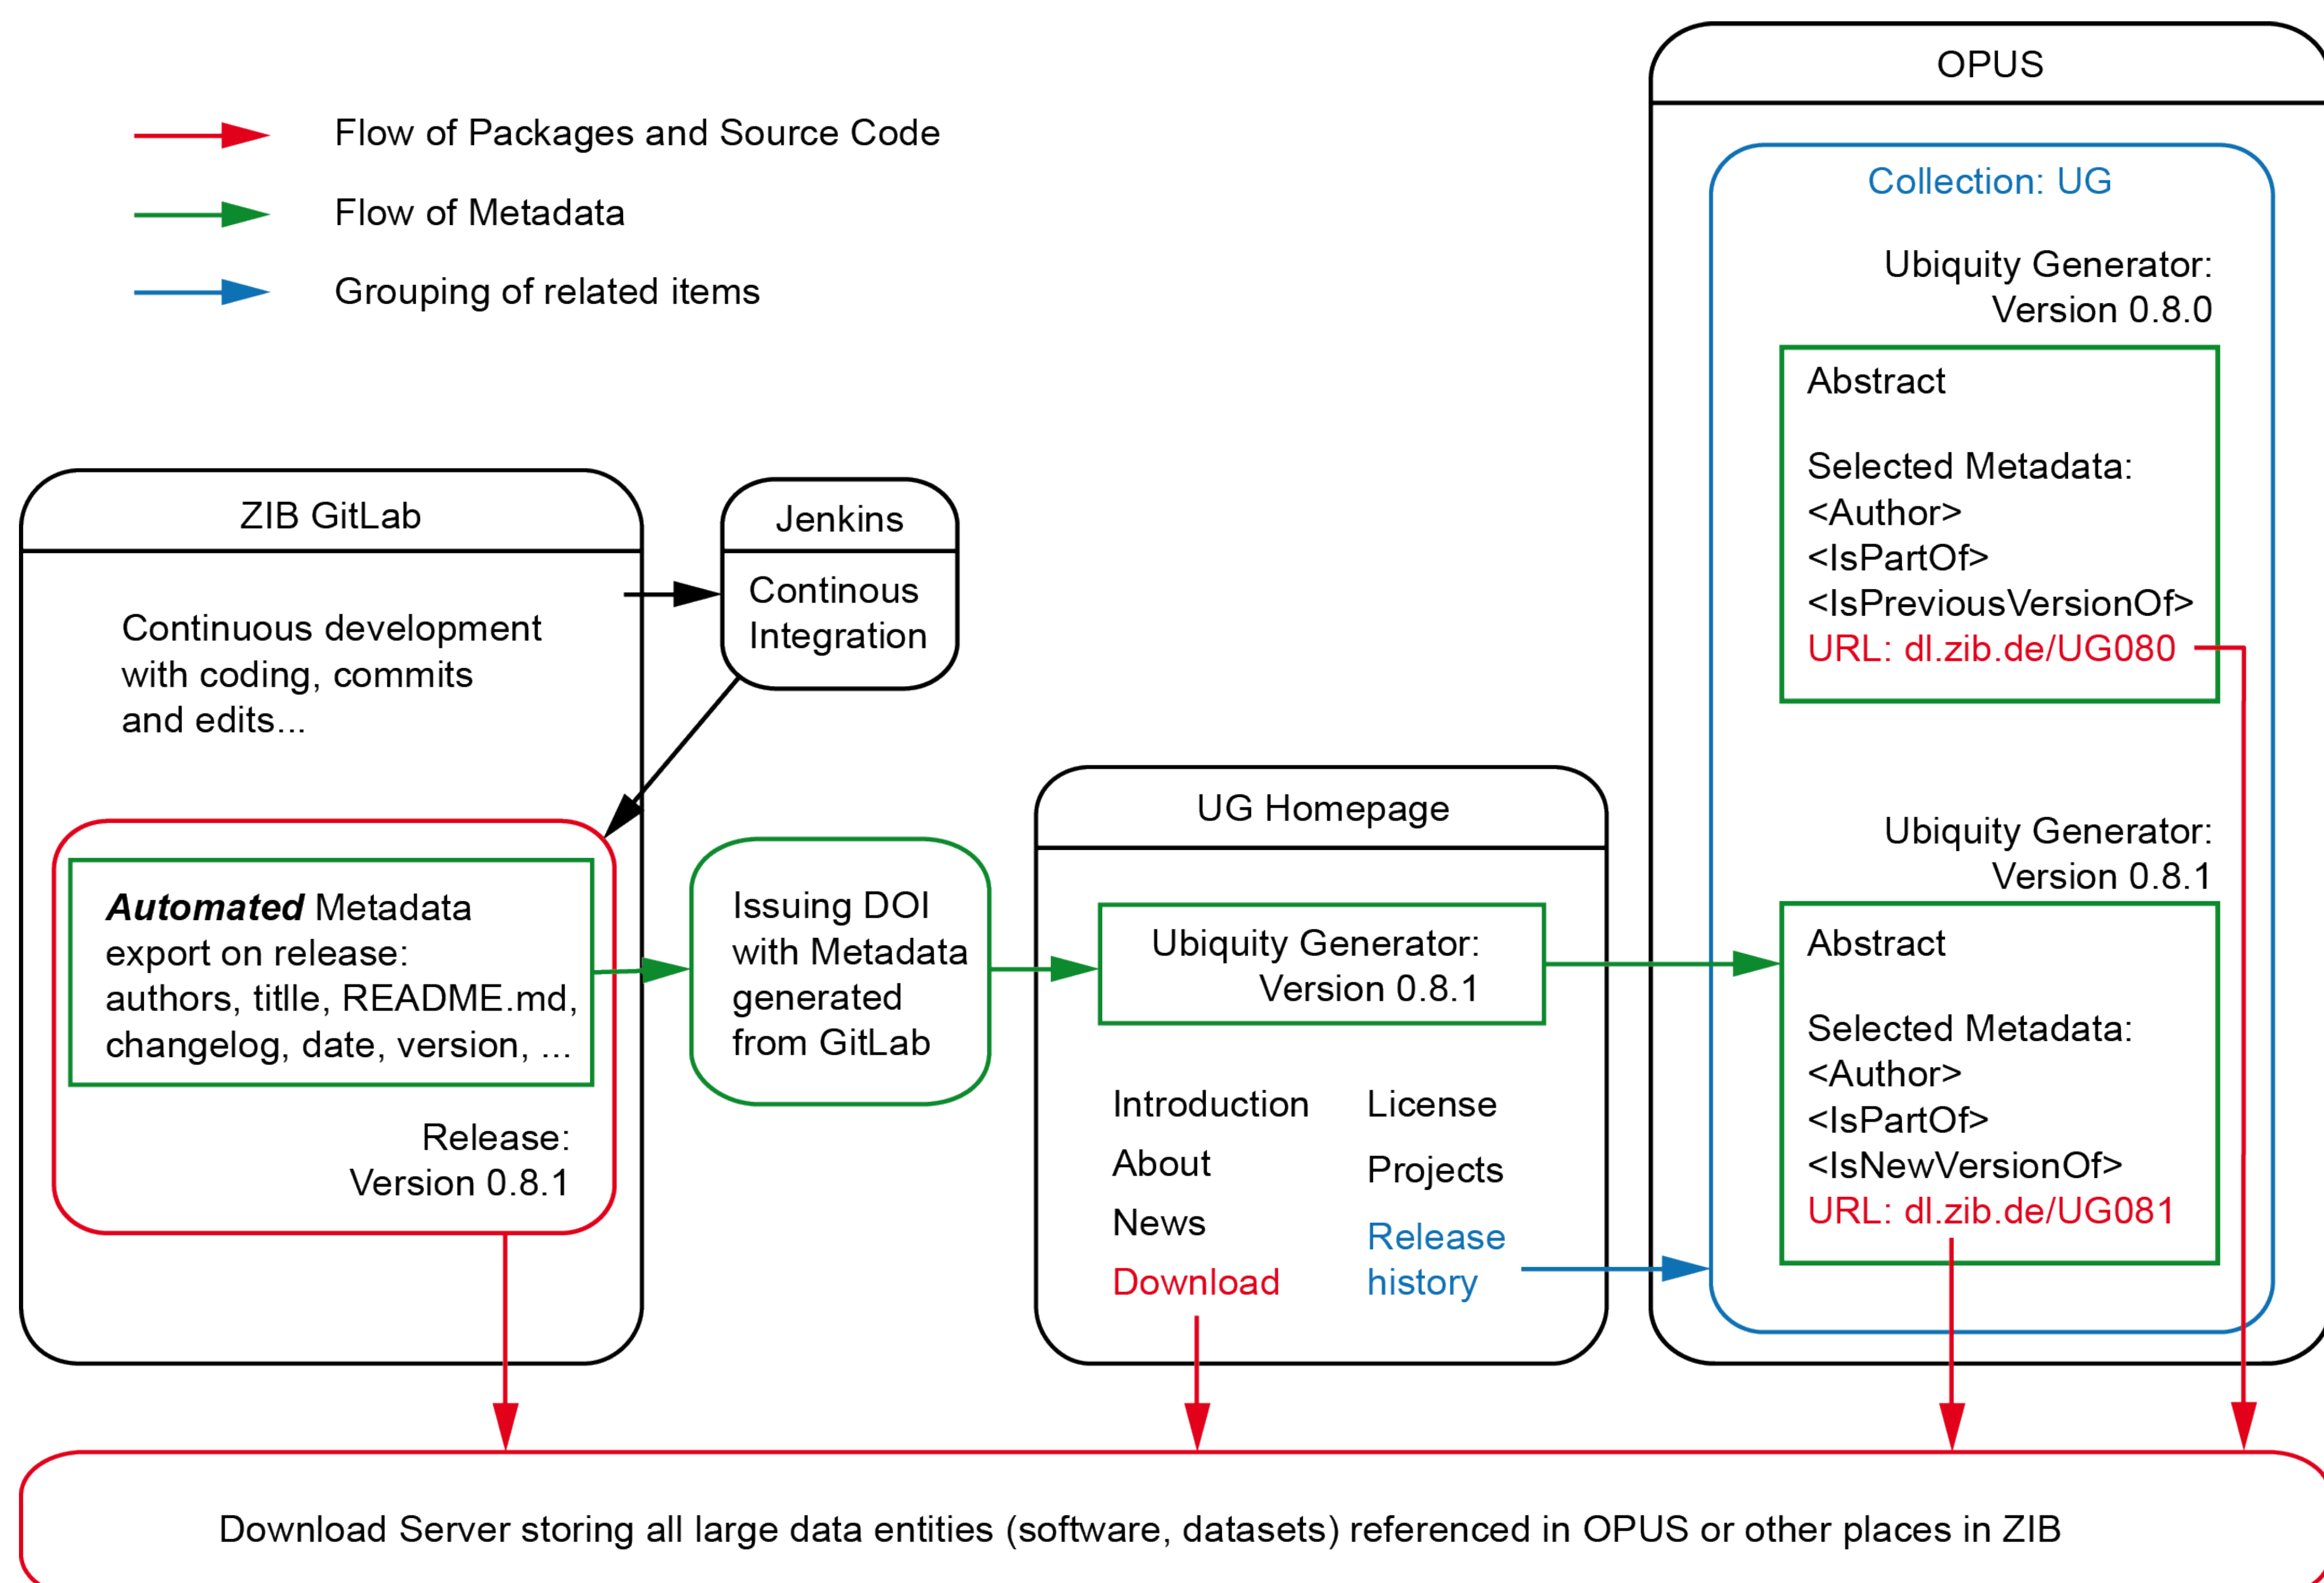 Flow of Packages and Source Code
Flow of Metadata
Grouping of related items
ZIB GitLab
Continuous development
with coding, commits
and edits...
Automated Metadata
export on release:
authors, titlle, README.md,
changelog, date, version, ...
Release:
Version 0.8.1
Jenkins
Continous
Integration
Issuing DOI
with Metadata
generated
from GitLab
UG Homepage
Ubiquity Generator:
Version 0.8.1
Introduction
About
News
Download
License
Projects
Release
history
OPUS
Collection: UG
Ubiquity Generator:
Version 0.8.0
Abstract
Selected Metadata:
<Author>
<IsPartOf>
<IsPreviousVersionOf>
URL: dl.zib.de/UG080
Ubiquity Generator:
Version 0.8.1
Abstract
Selected Metadata:
<Author>
<IsPartOf>
<IsNewVersionOf>
URL: dl.zib.de/UG081
Download Server storing all large data entities (software, datasets) referenced in OPUS or other places in ZIB